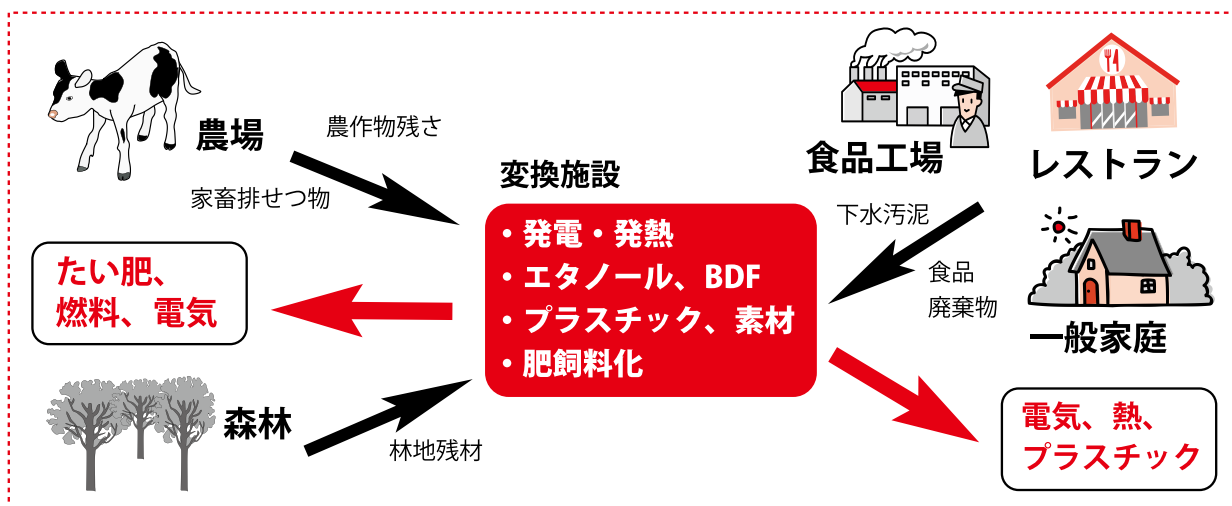 農場
農作物残さ
家畜排せつ物
たい肥、
燃料、電気
森林
林地残材
変換施設
・発電・発熱
・エタノール、BDF
・プラスチック、素材
・肥飼料化
食品工場
レストラン
下水汚泥
食品
廃棄物
一般家庭
電気、熱、
プラスチック